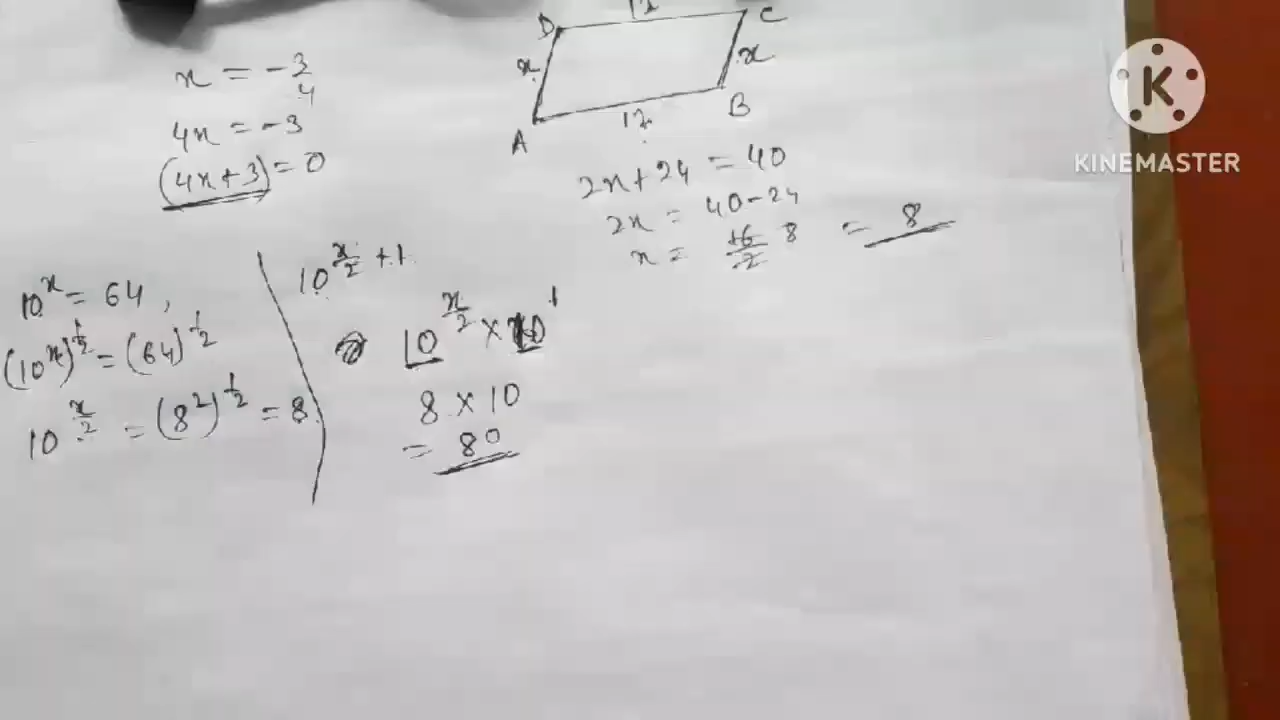 x = -3/4
4x = -3
(4x+3) = 0
D
12
C
x
x
A
12
B
2x+24 = 40
2x = 40-24
x = 16/2 8 = 8
10^x = 64,
(10^x)^1/2 = (64)^1/2
10^x/2 = (8^2)^1/2 = 8
10^x/2 +1
10^x/2 × 10^1
8 × 10
= 80
K
KINEMASTER